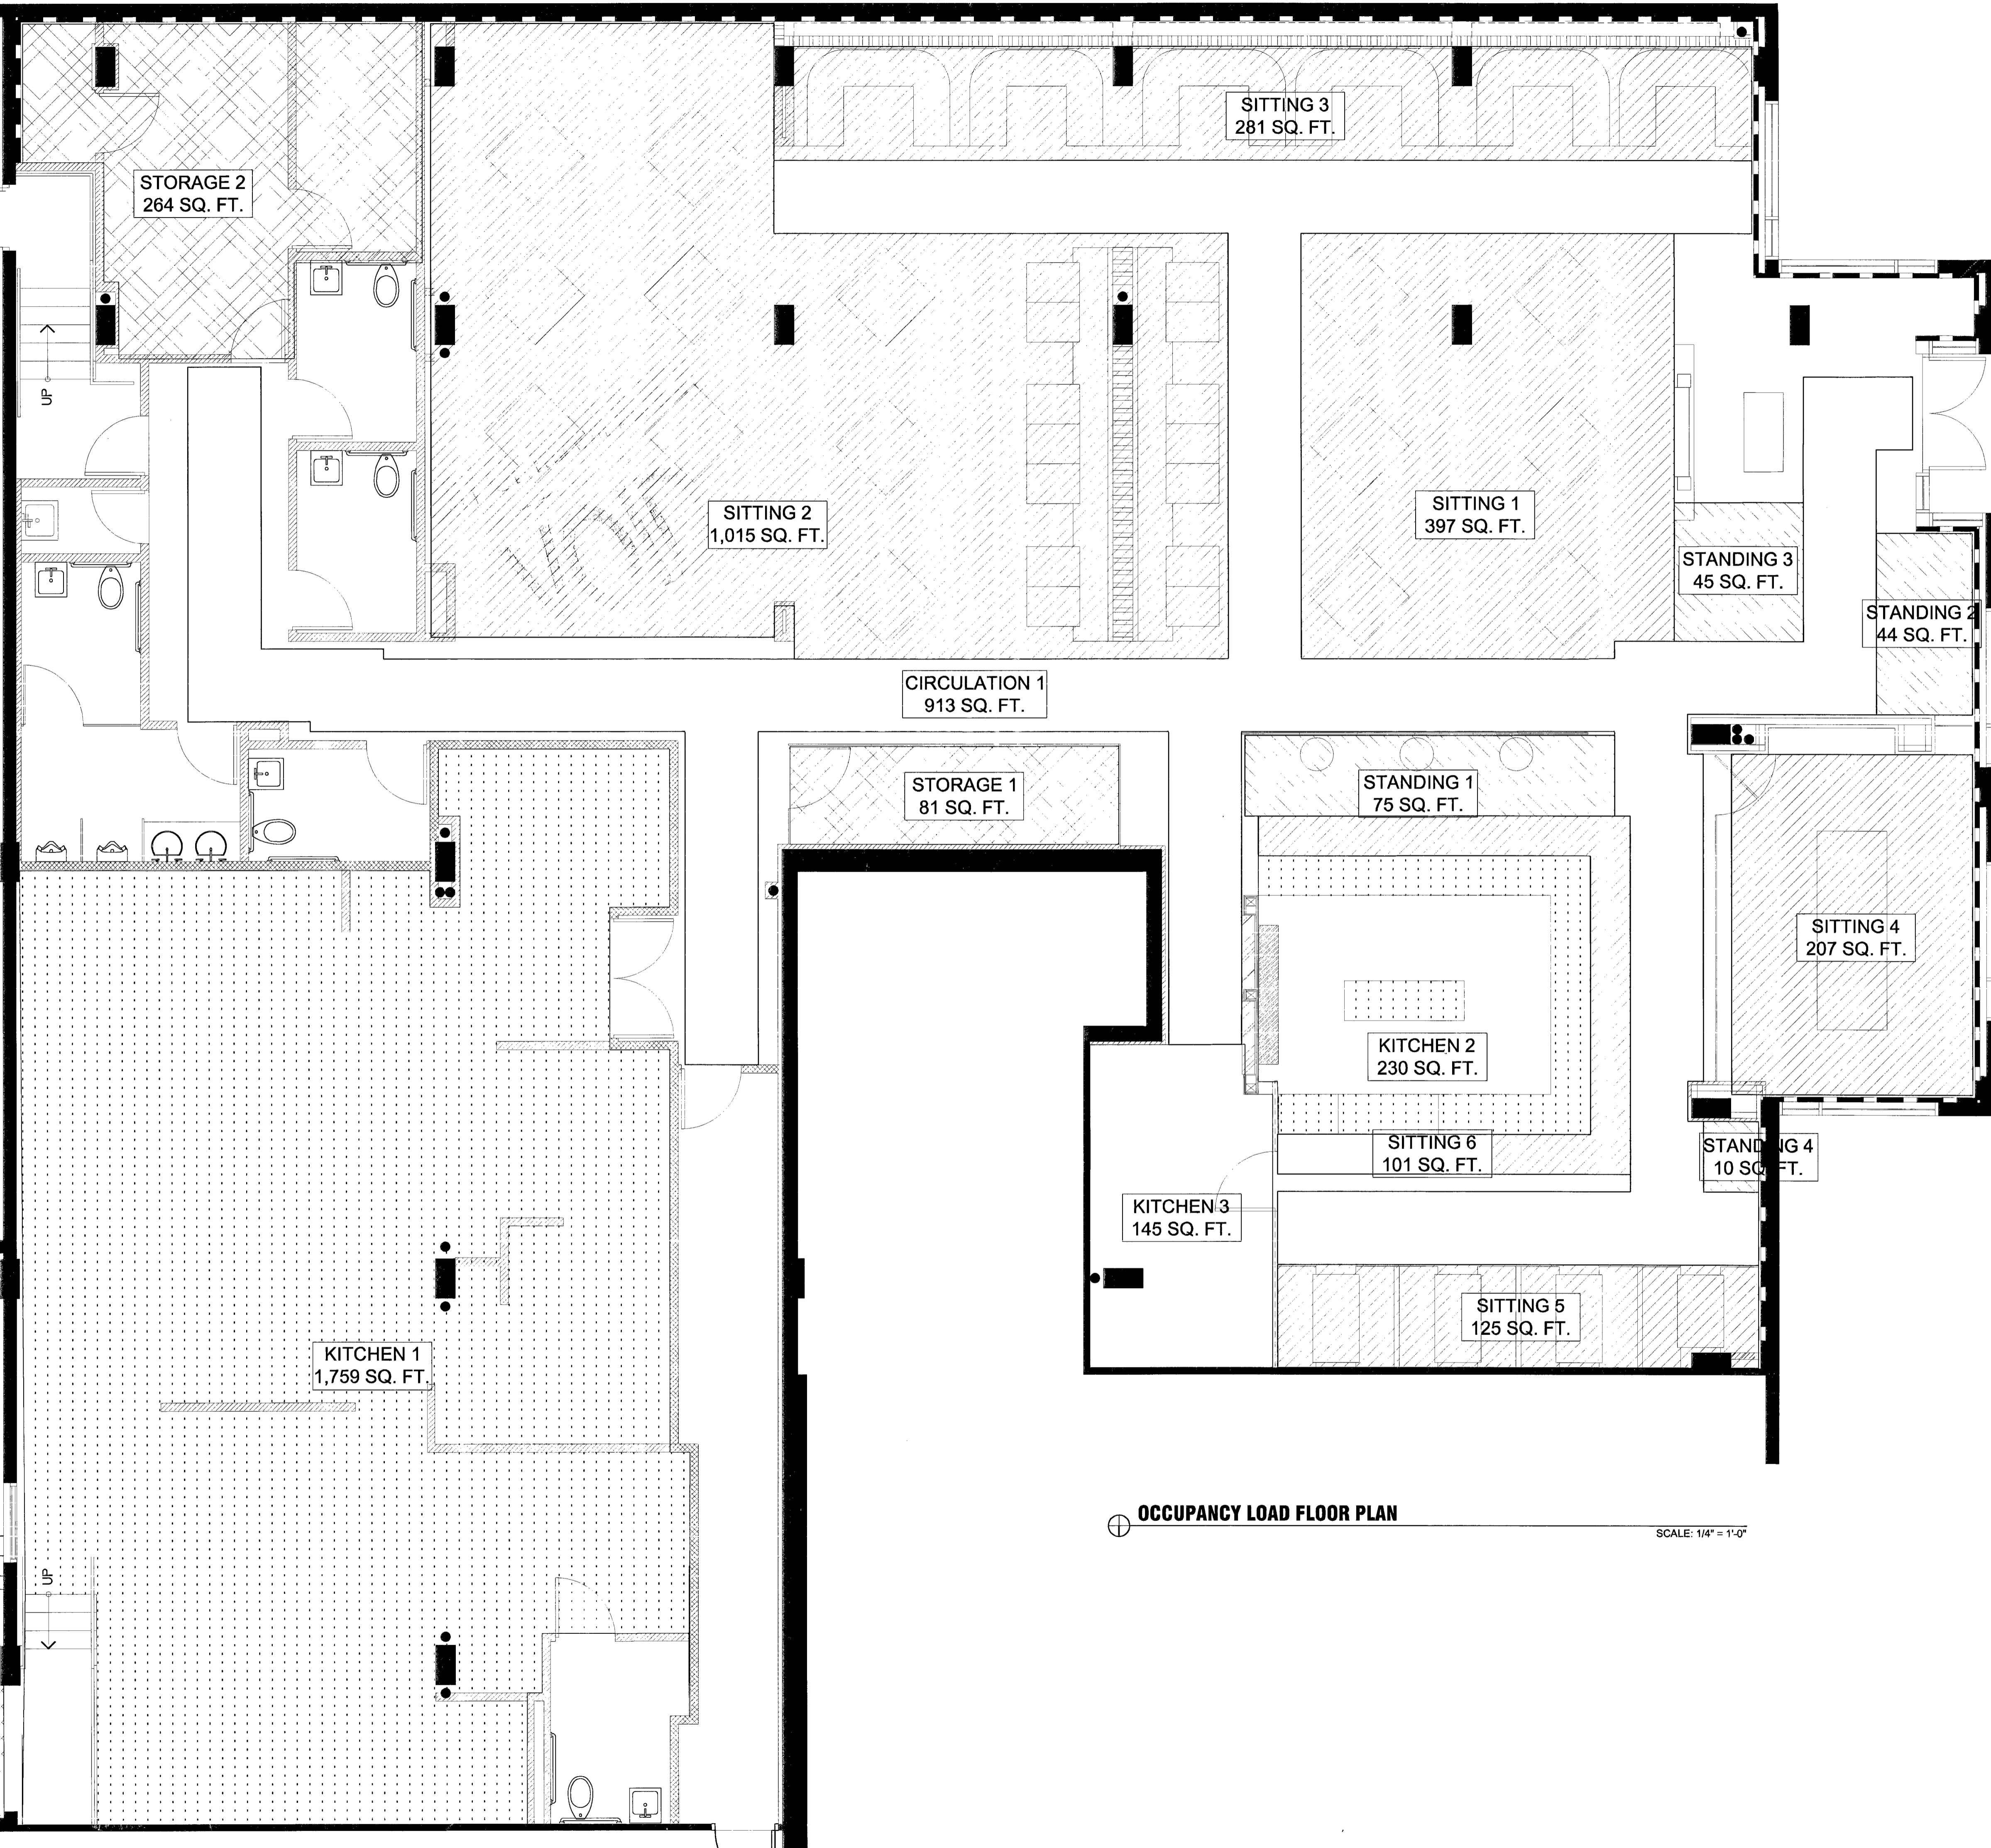 SITTING 3
281 SQ. FT.
STORAGE 2
264 SQ. FT.
UP
SITTING 2
1,015 SQ. FT.
SITTING 1
397 SQ. FT.
STANDING 3
45 SQ. FT.
STANDING 2
44 SQ. FT.
CIRCULATION 1
913 SQ. FT.
STORAGE 1
81 SQ. FT.
STANDING 1
75 SQ. FT.
SITTING 4
207 SQ. FT.
KITCHEN 2
230 SQ. FT.
SITTING 6
101 SQ. FT.
STANDING 4
10 SQ. FT.
KITCHEN 3
145 SQ. FT.
SITTING 5
125 SQ. FT.
KITCHEN 1
1,759 SQ. FT.
UP
OCCUPANCY LOAD FLOOR PLAN
SCALE: 1/4" = 1'-0"